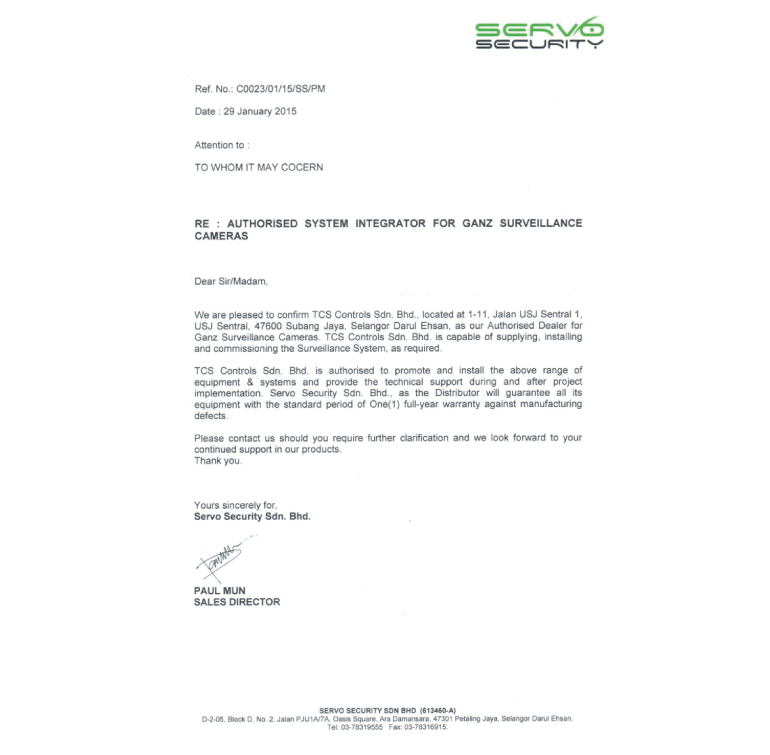 SERVO
SECURITY
Ref. No.: C0023/01/15/SS/PM
Date : 29 January 2015
Attention to :
TO WHOM IT MAY COCERN
RE : AUTHORISED SYSTEM INTEGRATOR FOR GANZ SURVEILLANCE
CAMERAS
Dear Sir/Madam,
We are pleased to confirm TCS Controls Sdn. Bhd., located at 1-11, Jalan USJ Sentral 1,
USJ Sentral, 47600 Subang Jaya, Selangor Darul Ehsan, as our Authorised Dealer for
Ganz Surveillance Cameras. TCS Controls Sdn. Bhd. is capable of supplying, installing
and commissioning the Surveillance System, as required.
TCS Controls Sdn. Bhd. is authorised to promote and install the above range of
equipment & systems and provide the technical support during and after project
implementation. Servo Security Sdn. Bhd., as the Distributor will guarantee all its
equipment with the standard period of One(1) full-year warranty against manufacturing
defects.
Please contact us should you require further clarification and we look forward to your
continued support in our products.
Thank you.
Yours sincerely for,
Servo Security Sdn. Bhd.
PAUL MUN
SALES DIRECTOR
SERVO SECURITY SDN BHD (613460-A)
D-2-05, Block D, No. 2, Jalan PJU1A/7A, Oasis Square, Ara Damansara, 47301 Petaling Jaya, Selangor Darul Ehsan.
Tel: 03-78319555 Fax: 03-78316915.